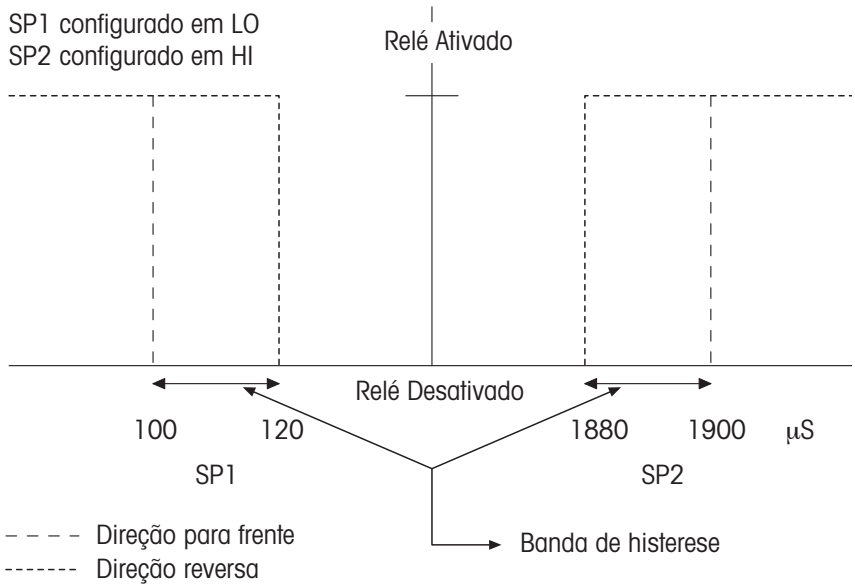 SP1 configurado em LO
SP2 configurado em HI
Relé Ativado
Relé Desativado
100 120 1880 1900 µS
SP1 SP2
Direção para frente
Banda de histerese
Direção reversa